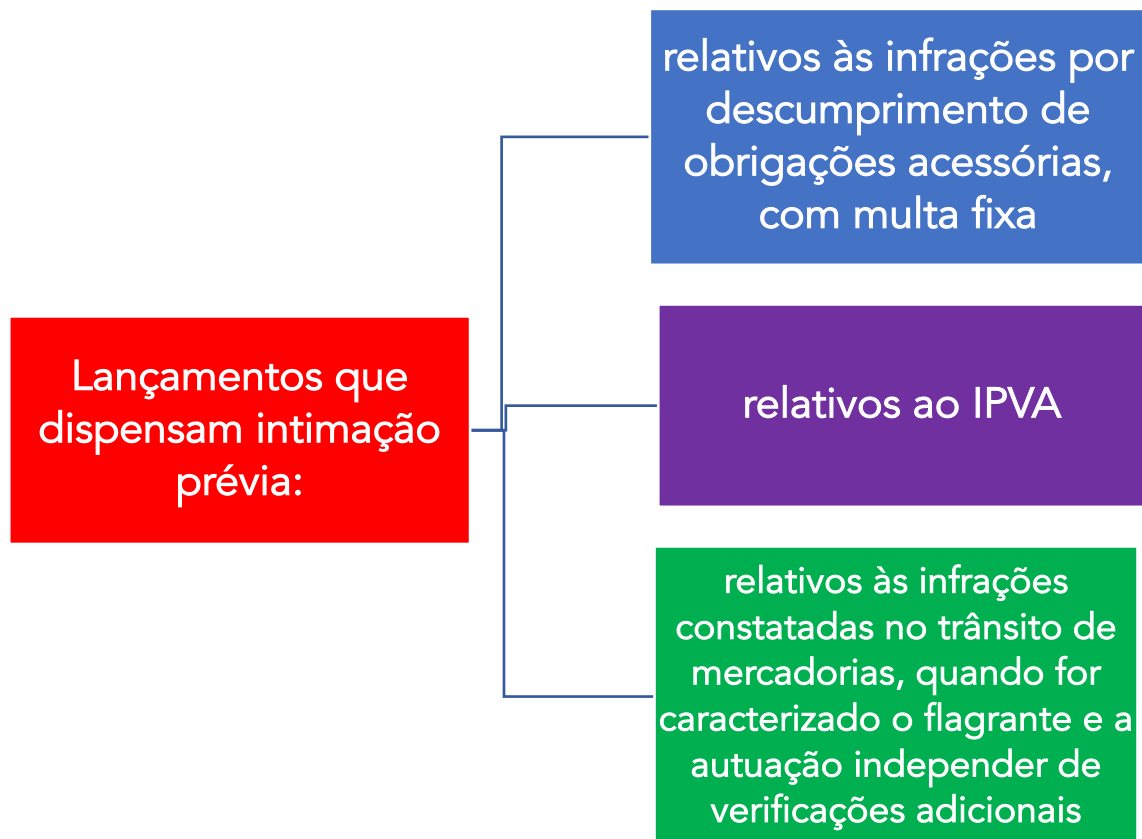 Lançamentos que
dispensam intimação
prévia:
relativos às infrações por
descumprimento de
obrigações acessórias,
com multa fixa
relativos ao IPVA
relativos às infrações
constatadas no trânsito de
mercadorias, quando for
caracterizado o flagrante e a
autuação independer de
verificações adicionais